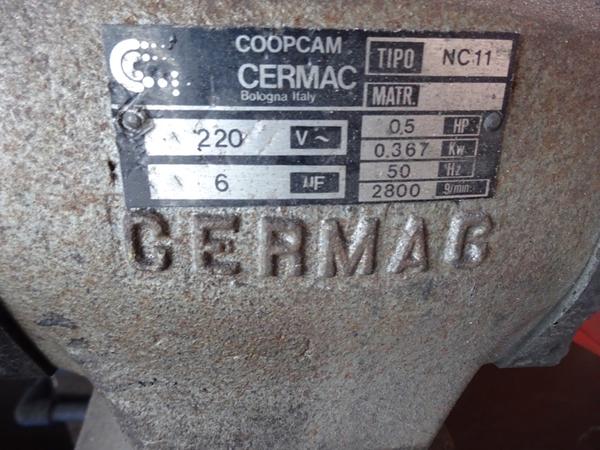 COOPCAM
CERMAC
Bologna Italy
TIPO NC11
MATR.
220 V~
6 µF
0.5 HP
0.367 Kw
50 Hz
2800 g/min.
CERMAC